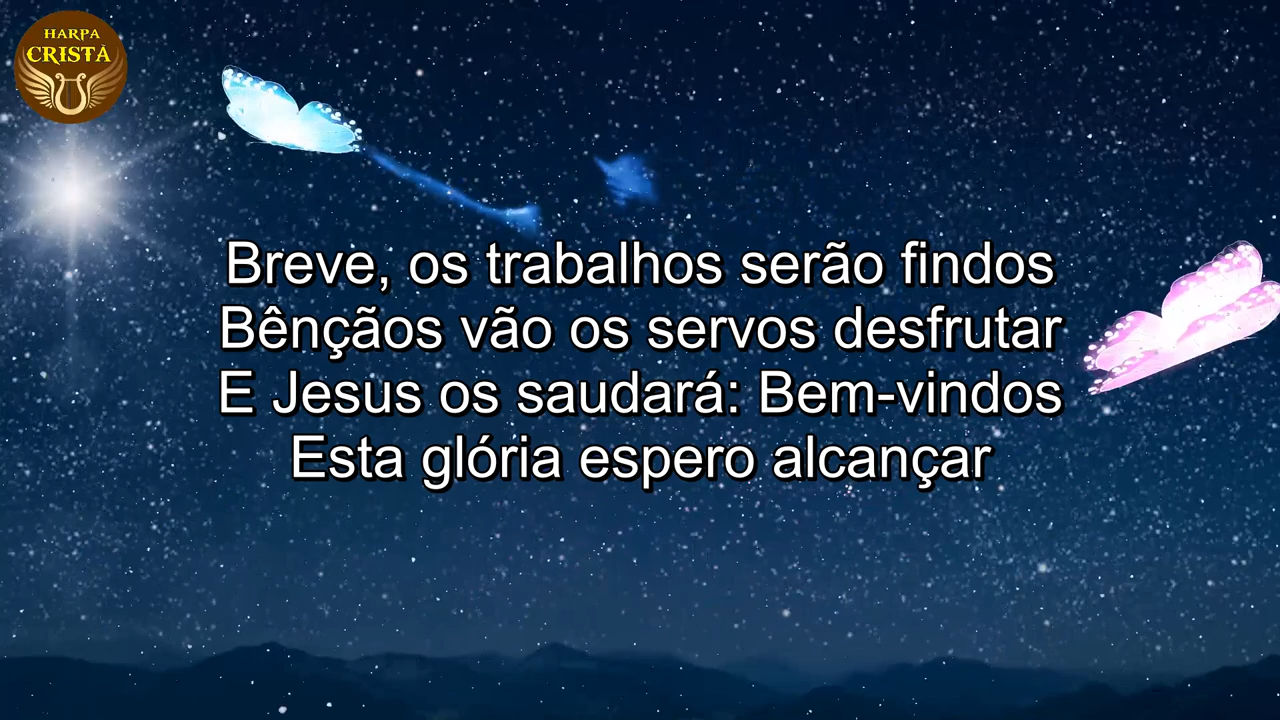 HARPA
CRISTÃ
Breve, os trabalhos serão findos
Bênçãos vão os servos desfrutar
E Jesus os saudará: Bem-vindos
Esta glória espero alcançar